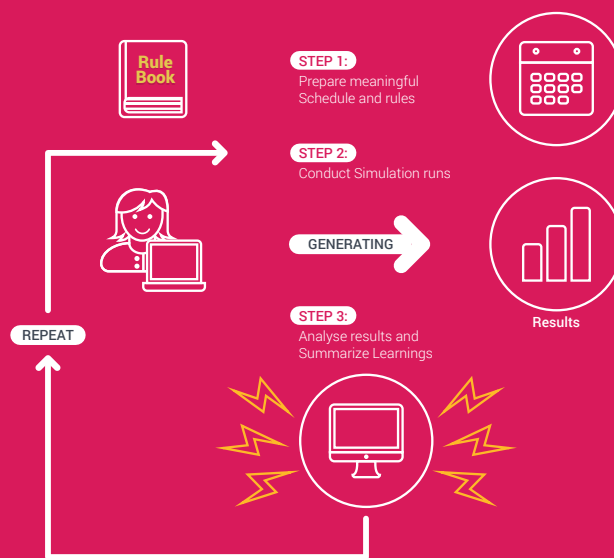 Rule
Book
STEP 1:
Prepare meaningful
Schedule and rules
STEP 2:
Conduct Simulation runs
GENERATING
Results
STEP 3:
Analyse results and
Summarize Learnings
REPEAT